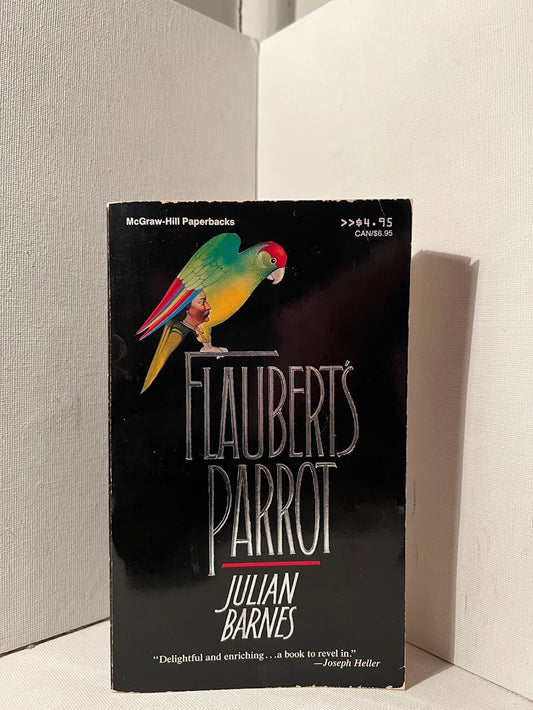 McGraw-Hill Paperbacks
>>$4.95
CAN/$6.95
FLAUBERT'S
PARROT
JULIAN
BARNES
"Delightful and enriching...a book to revel in."
—Joseph Heller